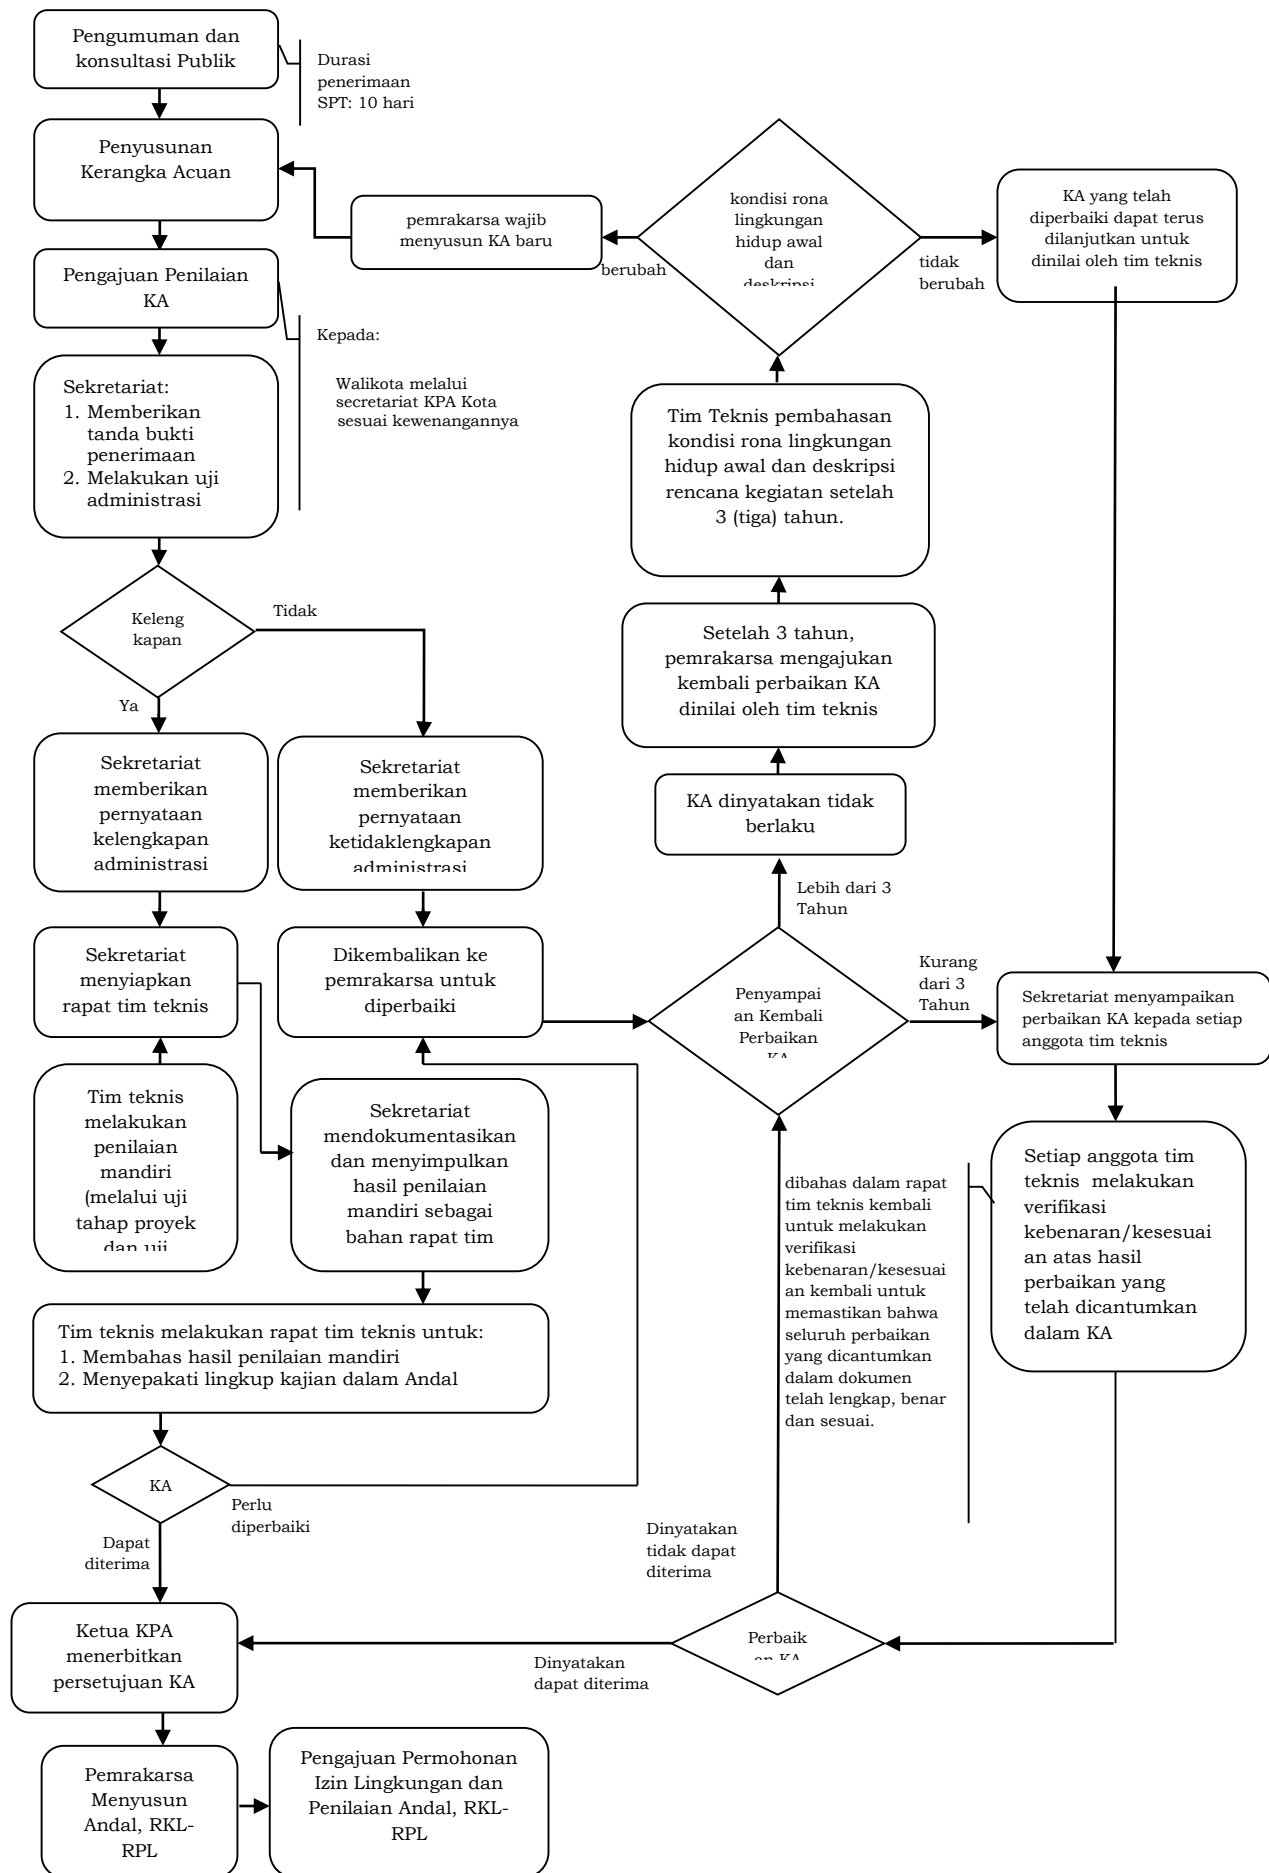 Pengumuman dan
konsultasi Publik
Durasi
penerimaan
SPT: 10 hari
Penyusunan
Kerangka Acuan
pemrakarsa wajib
menyusun KA baru
berubah
kondisi rona
lingkungan
hidup awal
dan
deskripsi
tidak
berubah
KA yang telah
diperbaiki dapat terus
dilanjutkan untuk
dinilai oleh tim teknis
Pengajuan Penilaian
KA
Kepada:
Walikota melalui
secretariat KPA Kota
sesuai kewenangannya
Sekretariat:
1. Memberikan
tanda bukti
penerimaan
2. Melakukan uji
administrasi
Tim Teknis pembahasan
kondisi rona lingkungan
hidup awal dan deskripsi
rencana kegiatan setelah
3 (tiga) tahun.
Keleng
kapan
Tidak
Ya
Setelah 3 tahun,
pemrakarsa mengajukan
kembali perbaikan KA
dinilai oleh tim teknis
Sekretariat
memberikan
pernyataan
kelengkapan
administrasi
Sekretariat
memberikan
pernyataan
ketidaklengkapan
administrasi
KA dinyatakan tidak
berlaku
Lebih dari 3
Tahun
Sekretariat
menyiapkan
rapat tim teknis
Dikembalikan ke
pemrakarsa untuk
diperbaiki
Penyampai
an Kembali
Perbaikan
KA
Kurang
dari 3
Tahun
Sekretariat menyampaikan
perbaikan KA kepada setiap
anggota tim teknis
Tim teknis
melakukan
penilaian
mandiri
(melalui uji
tahap proyek
dan uji
Sekretariat
mendokumentasikan
dan menyimpulkan
hasil penilaian
mandiri sebagai
bahan rapat tim
dibahas dalam rapat
tim teknis kembali
untuk melakukan
verifikasi
kebenaran/kesesuai
an kembali untuk
memastikan bahwa
seluruh perbaikan
yang dicantumkan
dalam dokumen
telah lengkap, benar
dan sesuai.
Setiap anggota tim
teknis melakukan
verifikasi
kebenaran/kesesuai
an atas hasil
perbaikan yang
telah dicantumkan
dalam KA
Tim teknis melakukan rapat tim teknis untuk:
1. Membahas hasil penilaian mandiri
2. Menyepakati lingkup kajian dalam Andal
KA
Perlu
diperbaiki
Dapat
diterima
Dinyatakan
tidak dapat
diterima
Ketua KPA
menerbitkan
persetujuan KA
Dinyatakan
dapat diterima
Perbaik
an KA
Pemrakarsa
Menyusun
Andal, RKL-
RPL
Pengajuan Permohonan
Izin Lingkungan dan
Penilaian Andal, RKL-
RPL